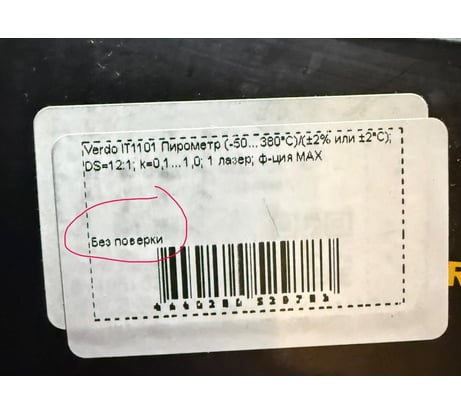 Verdo IT1101 Пирометр (-50...380°C)/(±2% или ±2°C);
DS=12:1; k=0,1...1,0; 1 лазер; ф-ция MAX
Без поверки